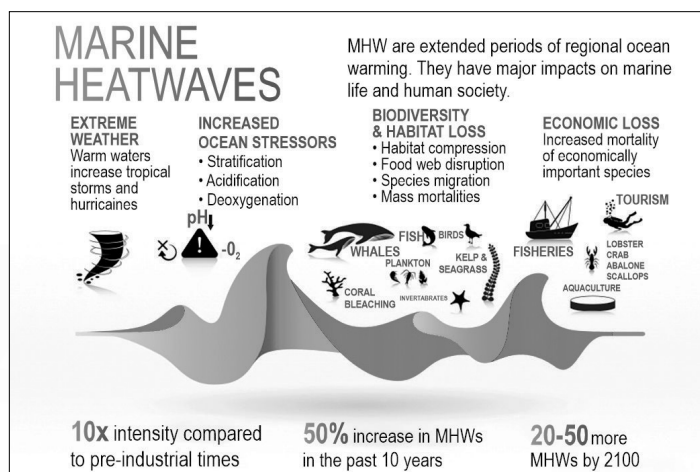 MARINE
HEATWAVES
MHW are extended periods of regional ocean
warming. They have major impacts on marine
life and human society.
EXTREME
WEATHER
Warm waters
increase tropical
storms and
hurricaines
INCREASED
OCEAN STRESSORS
• Stratification
• Acidification
• Deoxygenation
pH
-O₂
BIODIVERSITY
& HABITAT LOSS
• Habitat compression
• Food web disruption
• Species migration
• Mass mortalities
WHALES
FISH
BIRDS
PLANKTON
KELP &
SEAGRASS
CORAL
BLEACHING
INVERTABRATES
ECONOMIC LOSS
Increased mortality
of economically
important species
TOURISM
FISHERIES
LOBSTER
CRAB
ABALONE
SCALLOPS
AQUACULTURE
10x intensity compared
to pre-industrial times
50% increase in MHWs
in the past 10 years
20-50 more
MHWs by 2100